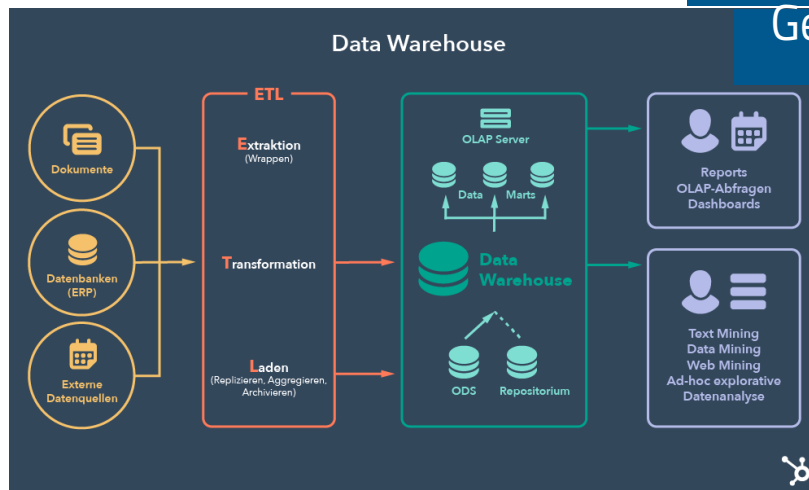 Ge
Data Warehouse
Dokumente
Datenbanken
(ERP)
Externe
Datenquellen
ETL
Extraktion
(Wrappen)
Transformation
Laden
(Replizieren, Aggregieren,
Archivieren)
OLAP Server
Data Marts
Data
Warehouse
ODS
Repositorium
Reports
OLAP-Abfragen
Dashboards
Text Mining
Data Mining
Web Mining
Ad-hoc explorative
Datenanalyse